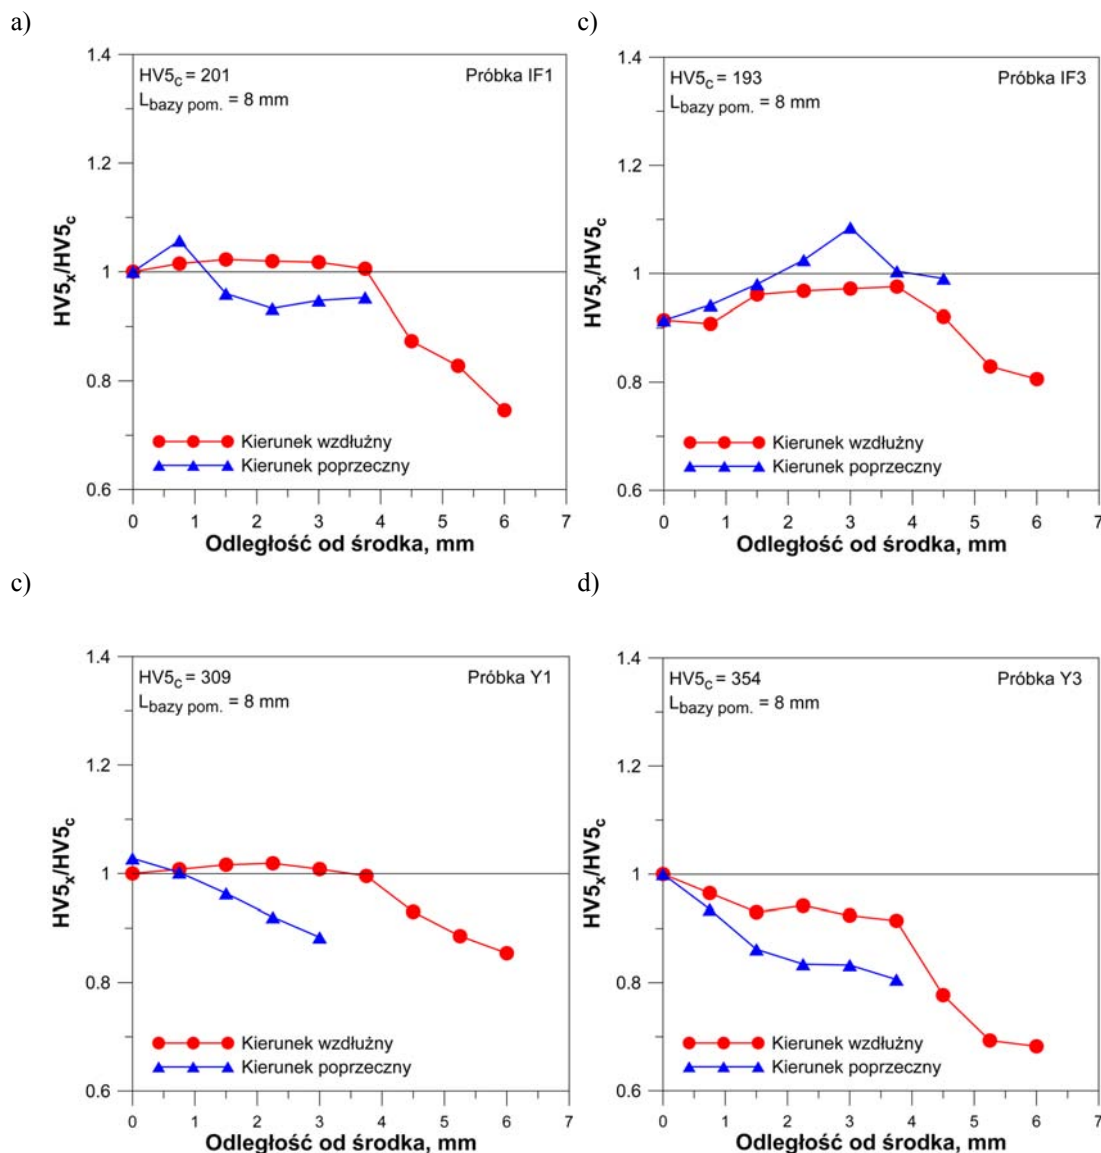 a)
1.4
HV5c = 201
Próbka IF1
Lbazy pom. = 8 mm
1.2
HV5x/HV5c
1
0.8
Kierunek wzdłużny
Kierunek poprzeczny
0.6
0 1 2 3 4 5 6 7
Odległość od środka, mm
c)
1.4
HV5c = 193
Próbka IF3
Lbazy pom. = 8 mm
1.2
HV5x/HV5c
1
0.8
Kierunek wzdłużny
Kierunek poprzeczny
0.6
0 1 2 3 4 5 6 7
Odległość od środka, mm
c)
1.4
HV5c = 309
Próbka Y1
Lbazy pom. = 8 mm
1.2
HV5x/HV5c
1
0.8
Kierunek wzdłużny
Kierunek poprzeczny
0.6
0 1 2 3 4 5 6 7
Odległość od środka, mm
d)
1.4
HV5c = 354
Próbka Y3
Lbazy pom. = 8 mm
1.2
HV5x/HV5c
1
0.8
Kierunek wzdłużny
Kierunek poprzeczny
0.6
0 1 2 3 4 5 6 7
Odległość od środka, mm